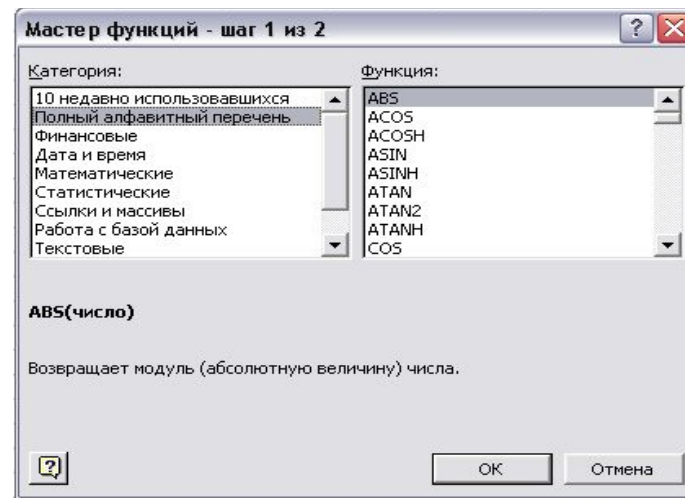 Мастер функций - шаг 1 из 2
Категория:
10 недавно использовавшихся
Полный алфавитный перечень
Финансовые
Дата и время
Математические
Статистические
Ссылки и массивы
Работа с базой данных
Текстовые
Функция:
ABS
ACOS
ACOSH
ASIN
ASINH
ATAN
ATAN2
ATANH
COS
ABS(число)
Возвращает модуль (абсолютную величину) числа.
ОК
Отмена